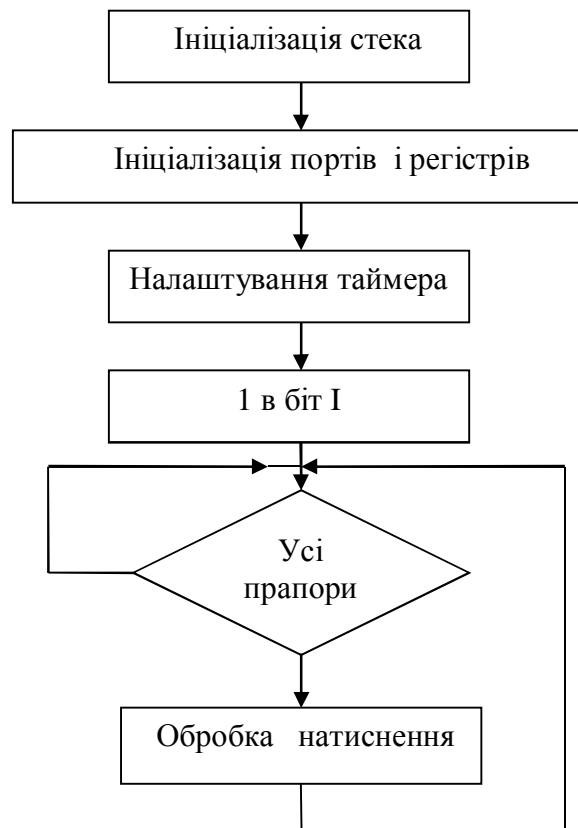 Ініціалізація стека
Ініціалізація портів і регістрів
Налаштування таймера
1 в біт I
Усі
прапори
Обробка натиснення